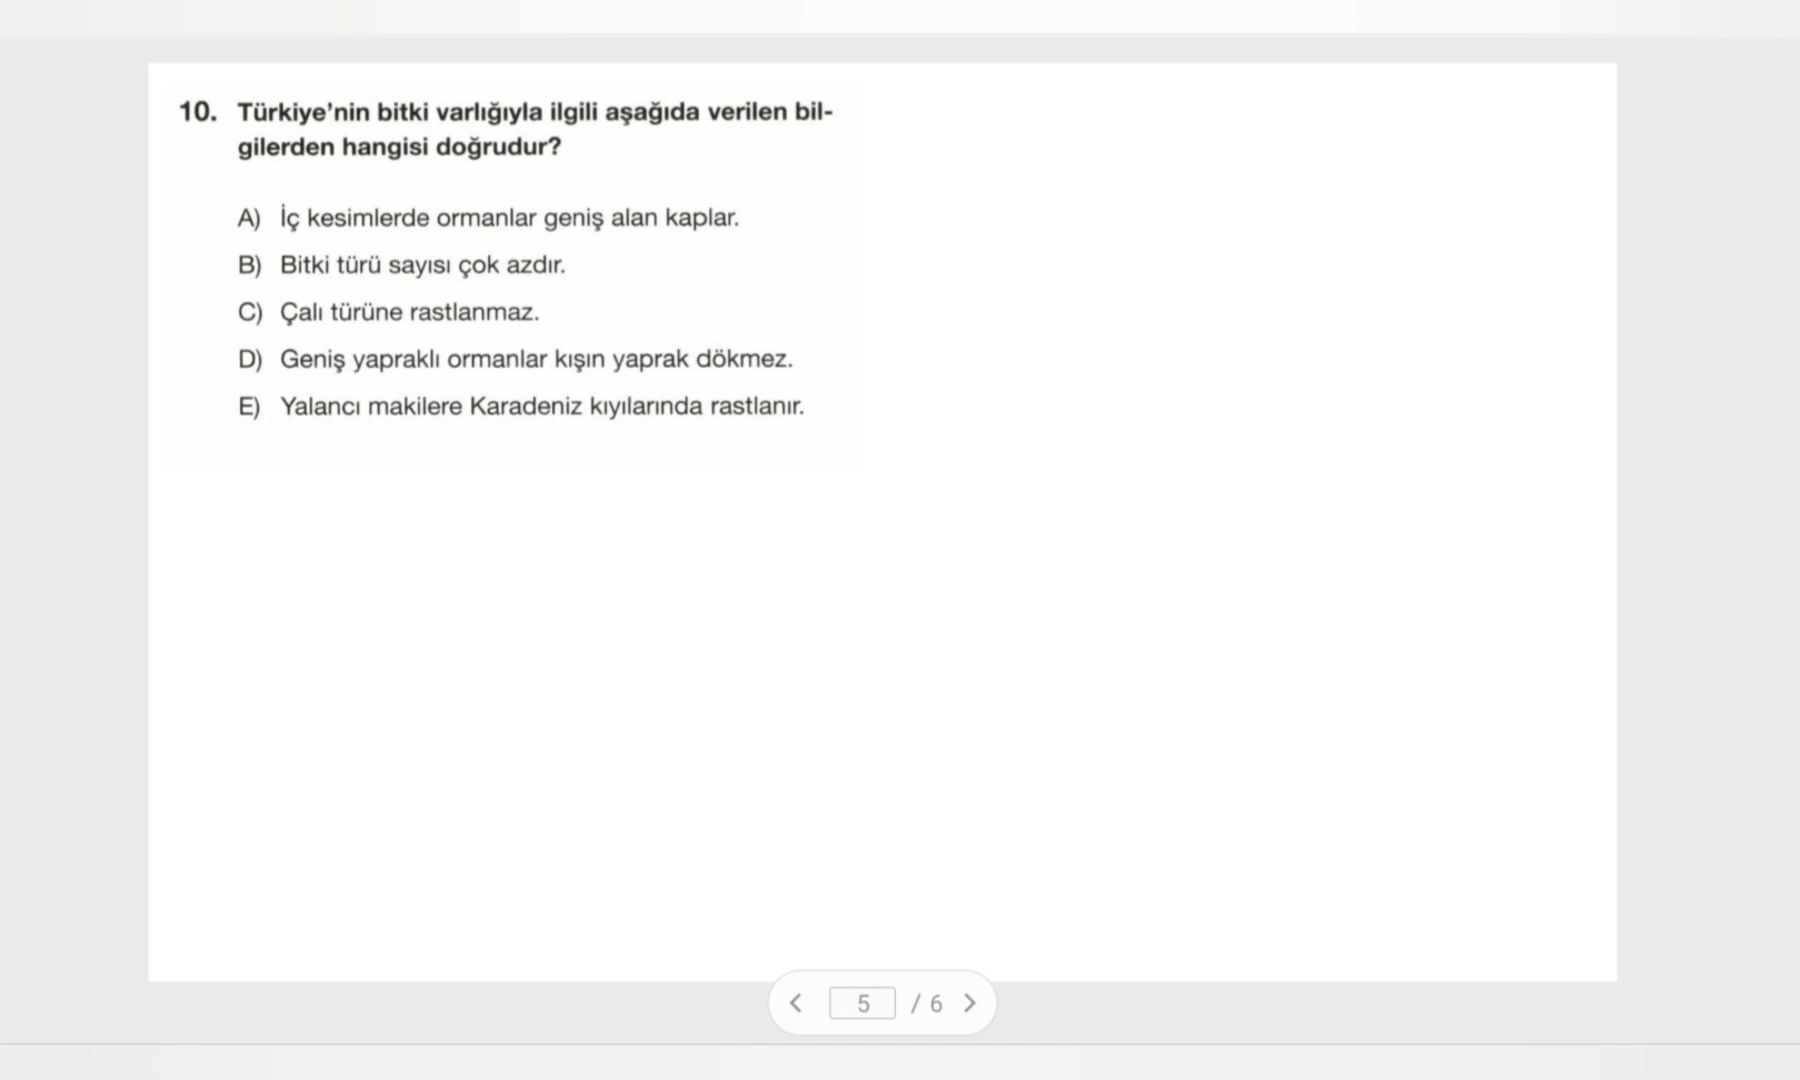 10. Türkiye'nin bitki varlığıyla ilgili aşağıda verilen bil-
gilerden hangisi doğrudur?
A) İç kesimlerde ormanlar geniş alan kaplar.
B) Bitki türü sayısı çok azdır.
C) Çalı türüne rastlanmaz.
D) Geniş yapraklı ormanlar kışın yaprak dökmez.
E) Yalancı makilere Karadeniz kıyılarında rastlanır.
5 / 6